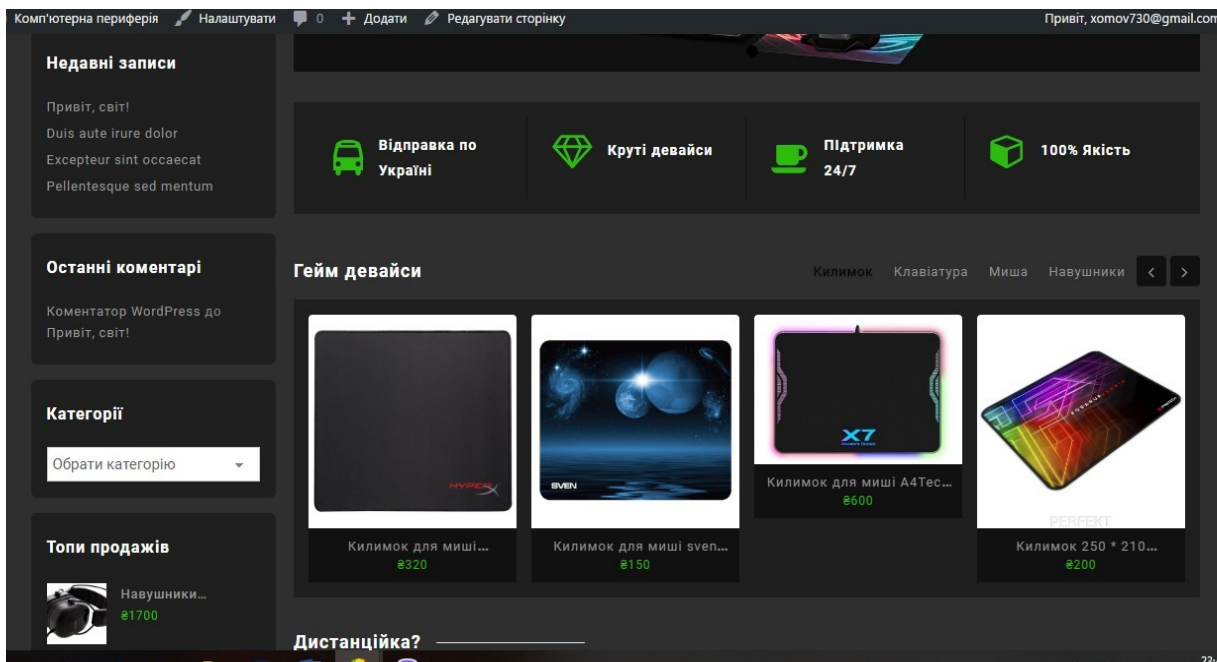 Комп'ютерна периферія Налаштувати 0 Додати Редагувати сторінку Привіт, xomov730@gmail.com
Недавні записи
Привіт, світ!
Duis aute irure dolor
Excepteur sint occaecat
Pellentesque sed mentum
Відправка по
Україні
Круті девайси
Підтримка
24/7
100% Якість
Останні коментарі
Коментатор WordPress до
Привіт, світ!
Гейм девайси
Килимок Клавіатура Миша Навушники
HYPERX
SVEN
X7
PERFEKT
Килимок для миші...
₴320
Килимок для миші sven...
₴150
Килимок для миші A4Tec...
₴600
Килимок 250 * 210...
₴200
Категорії
Обрати категорію
Топи продажів
Навушники...
₴1700
Дистанційка?